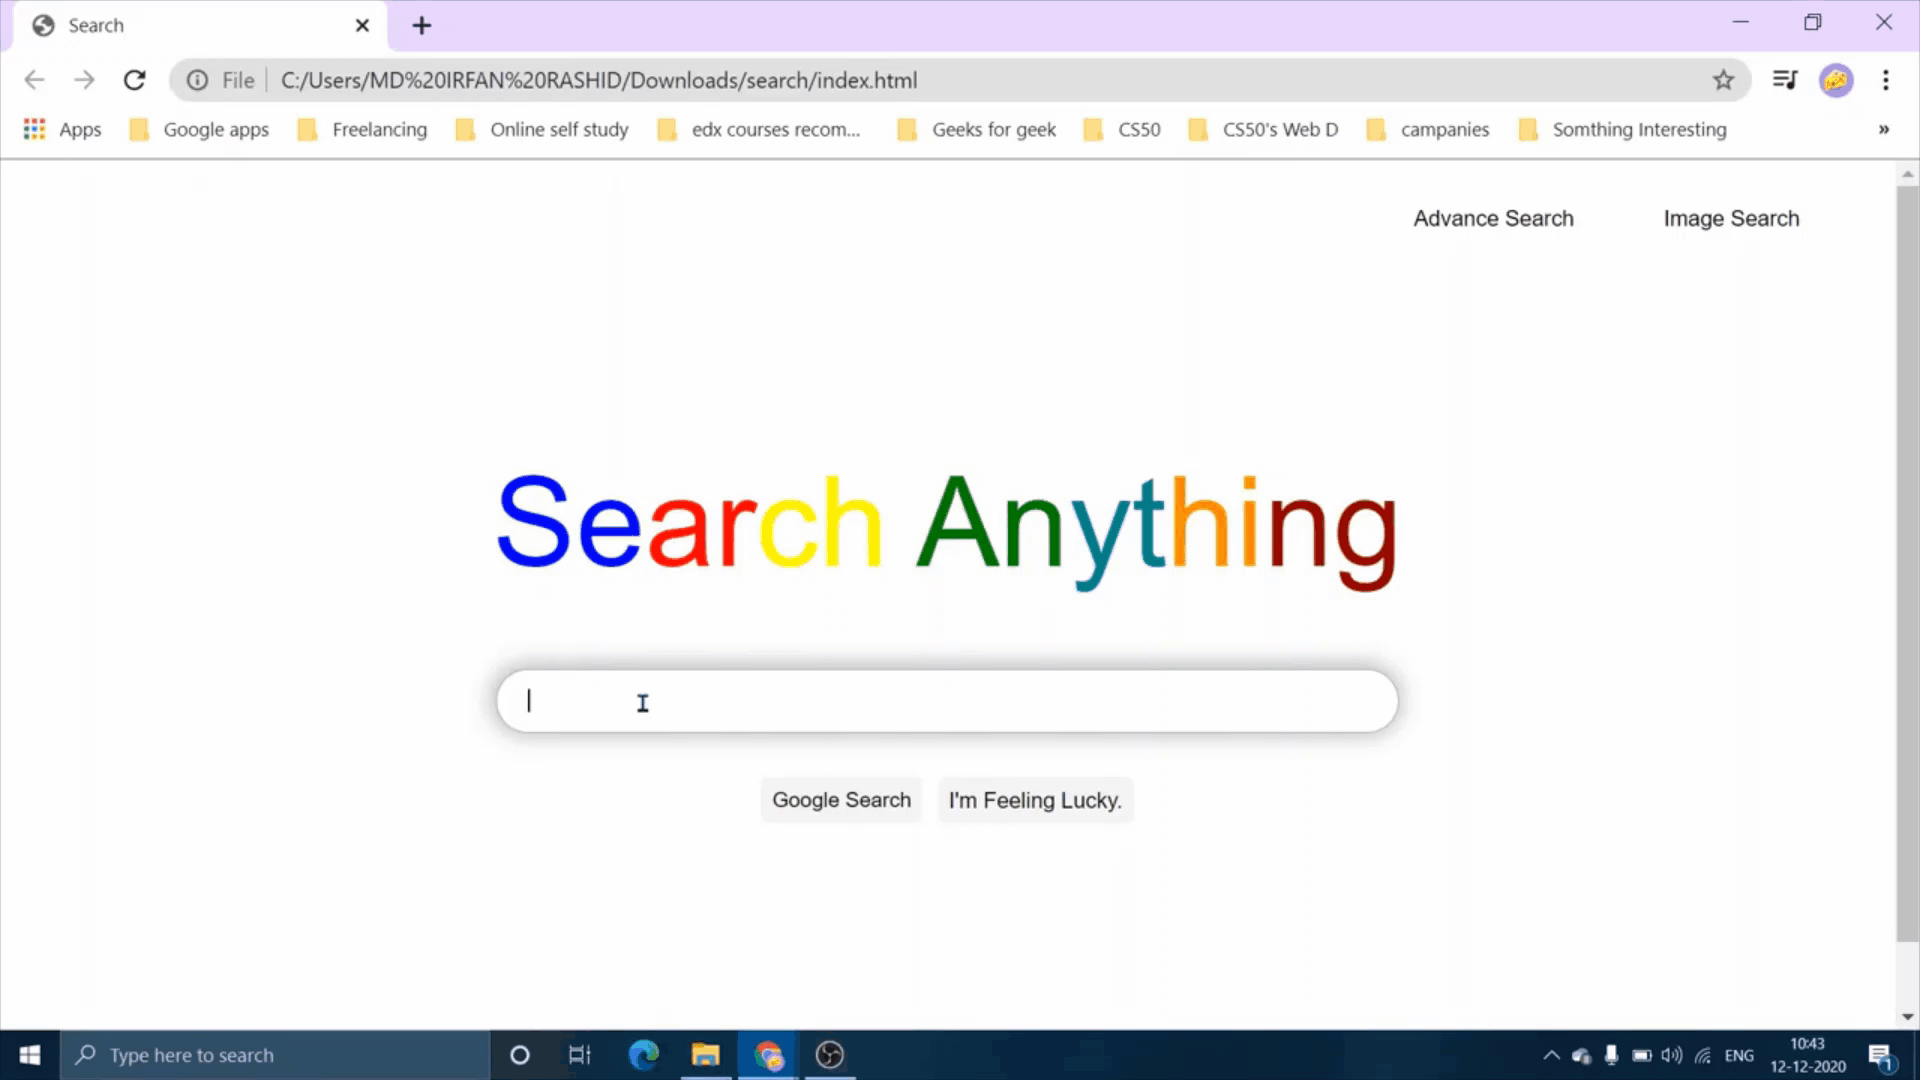 Search
File C:/Users/MD%20IRFAN%20RASHID/Downloads/search/index.html
Apps Google apps Freelancing Online self study edx courses recom... Geeks for geek CS50 CS50's Web D campanies Somthing Interesting »
Advance Search Image Search
Search Anything
Google Search I'm Feeling Lucky.
Type here to search ENG 10:43
12-12-2020 1